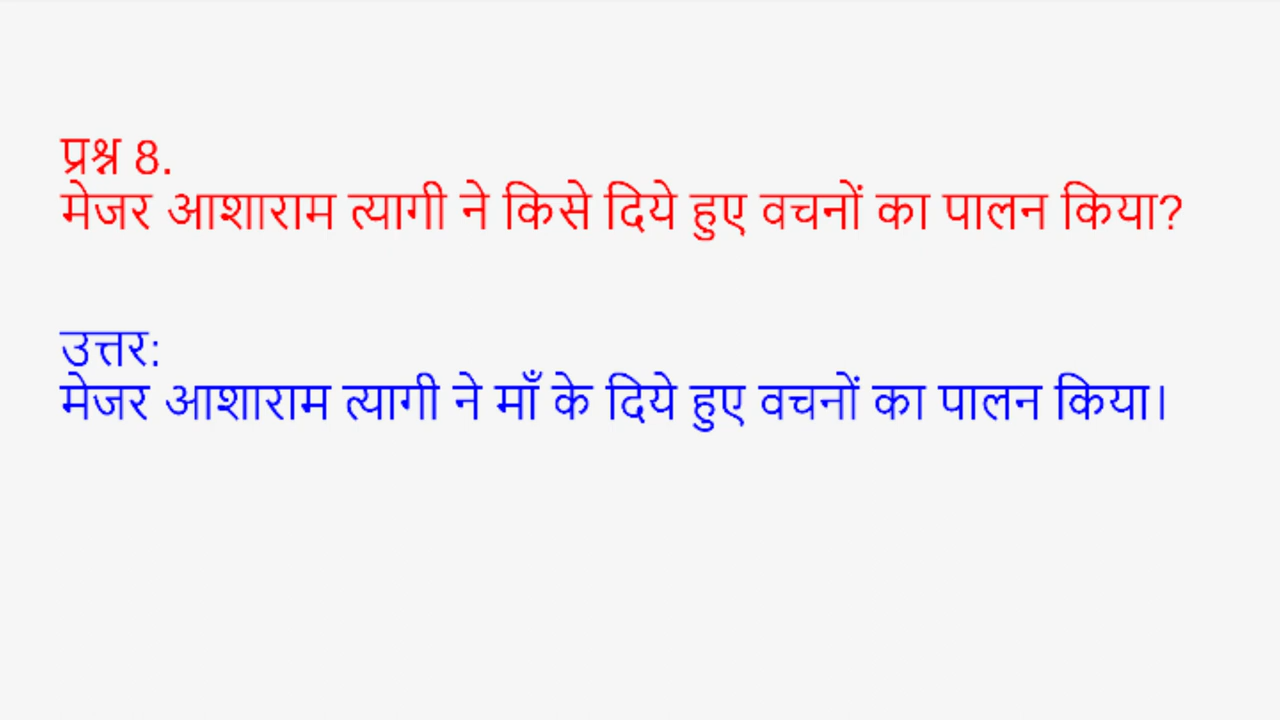 प्रश्न 8.
मेजर आशाराम त्यागी ने किसे दिये हुए वचनों का पालन किया?
उत्तर:
मेजर आशाराम त्यागी ने माँ के दिये हुए वचनों का पालन किया।